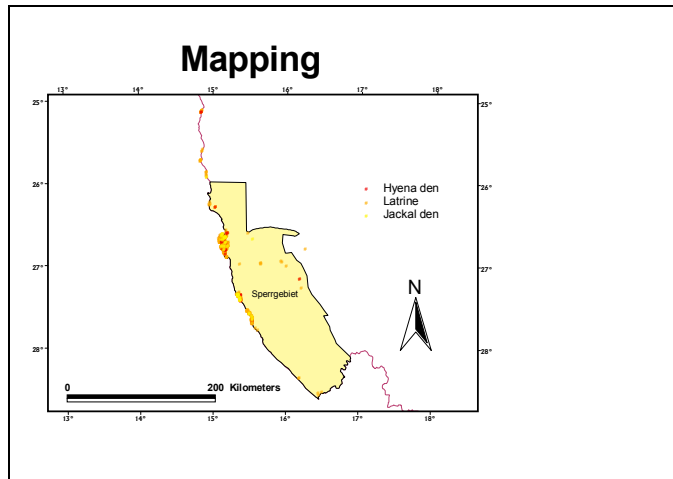 Mapping
13° 14° 15° 16° 17° 18°
25° 25°
26° 26°
Hyena den
Latrine
Jackal den
27° 27°
Sperrgebiet
N
28° 28°
0 200 Kilometers
13° 14° 15° 16° 17° 18°